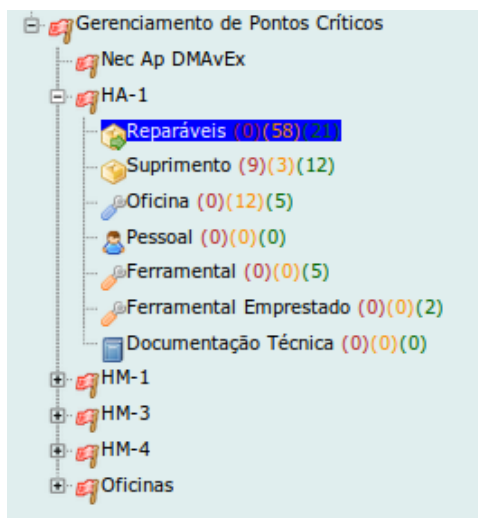 Gerenciamento de Pontos Críticos
Nec Ap DMAvEx
HA-1
Reparáveis (0)(58)(21)
Suprimento (9)(3)(12)
Oficina (0)(12)(5)
Pessoal (0)(0)(0)
Ferramental (0)(0)(5)
Ferramental Emprestado (0)(0)(2)
Documentação Técnica (0)(0)(0)
HM-1
HM-3
HM-4
Oficinas